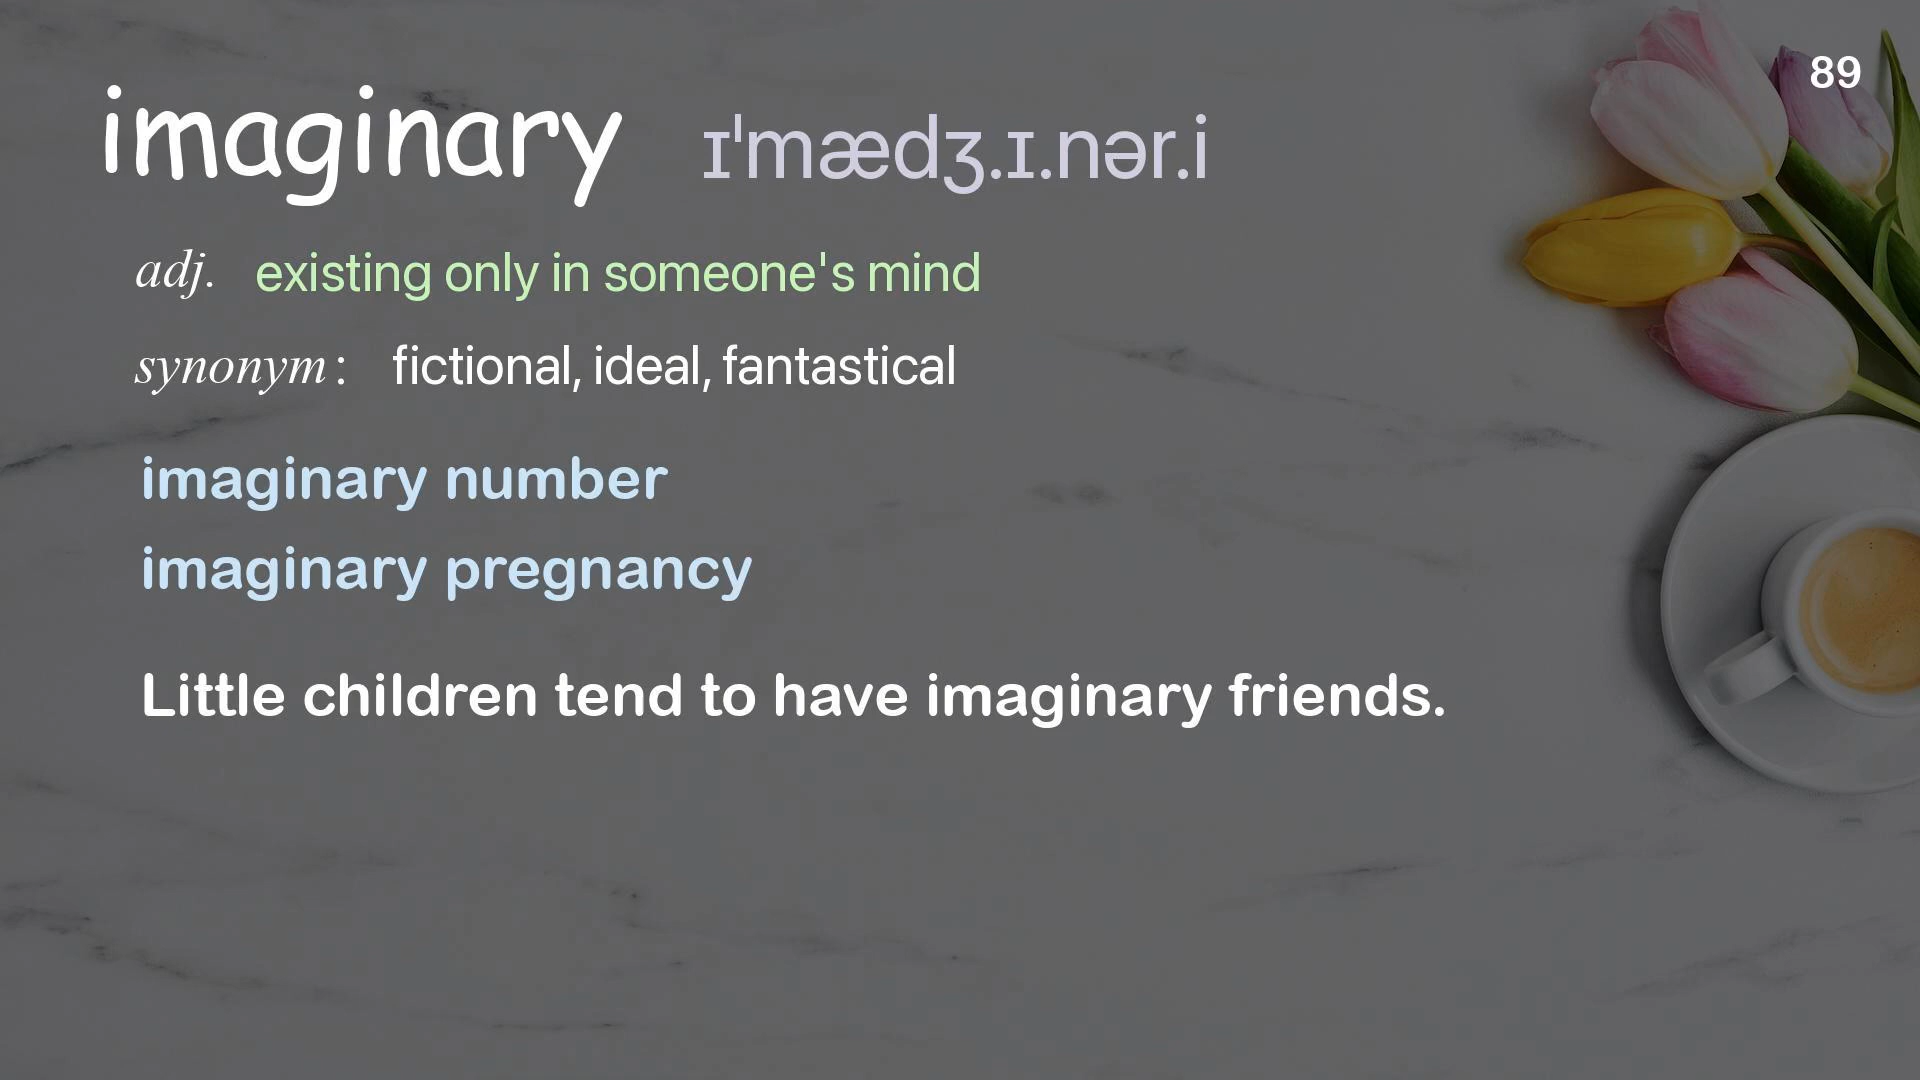 89
imaginary ɪˈmædʒ.ɪ.nər.i
adj. existing only in someone's mind
synonym: fictional, ideal, fantastical
imaginary number
imaginary pregnancy
Little children tend to have imaginary friends.